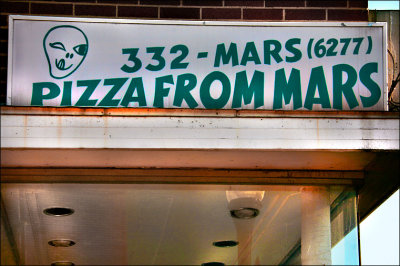 332-MARS (6277)
PIZZA FROM MARS